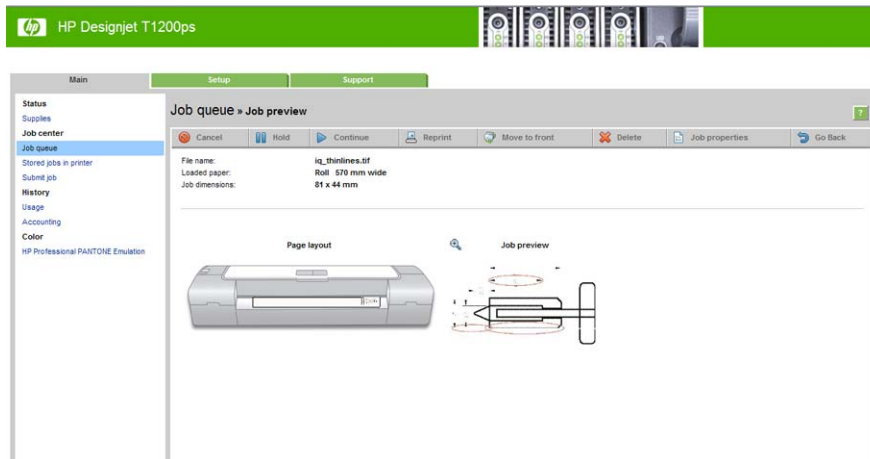 hp HP Designjet T1200ps
Main Setup Support
Status
Supplies
Job center
Job queue
Stored jobs in printer
Submit job
History
Usage
Accounting
Color
HP Professional PANTONE Emulation
Job queue » Job preview
?
Cancel Hold Continue Reprint Move to front Delete Job properties Go Back
File name: iq_thinlines.tif
Loaded paper: Roll 570 mm wide
Job dimensions: 81 x 44 mm
Page layout Job preview